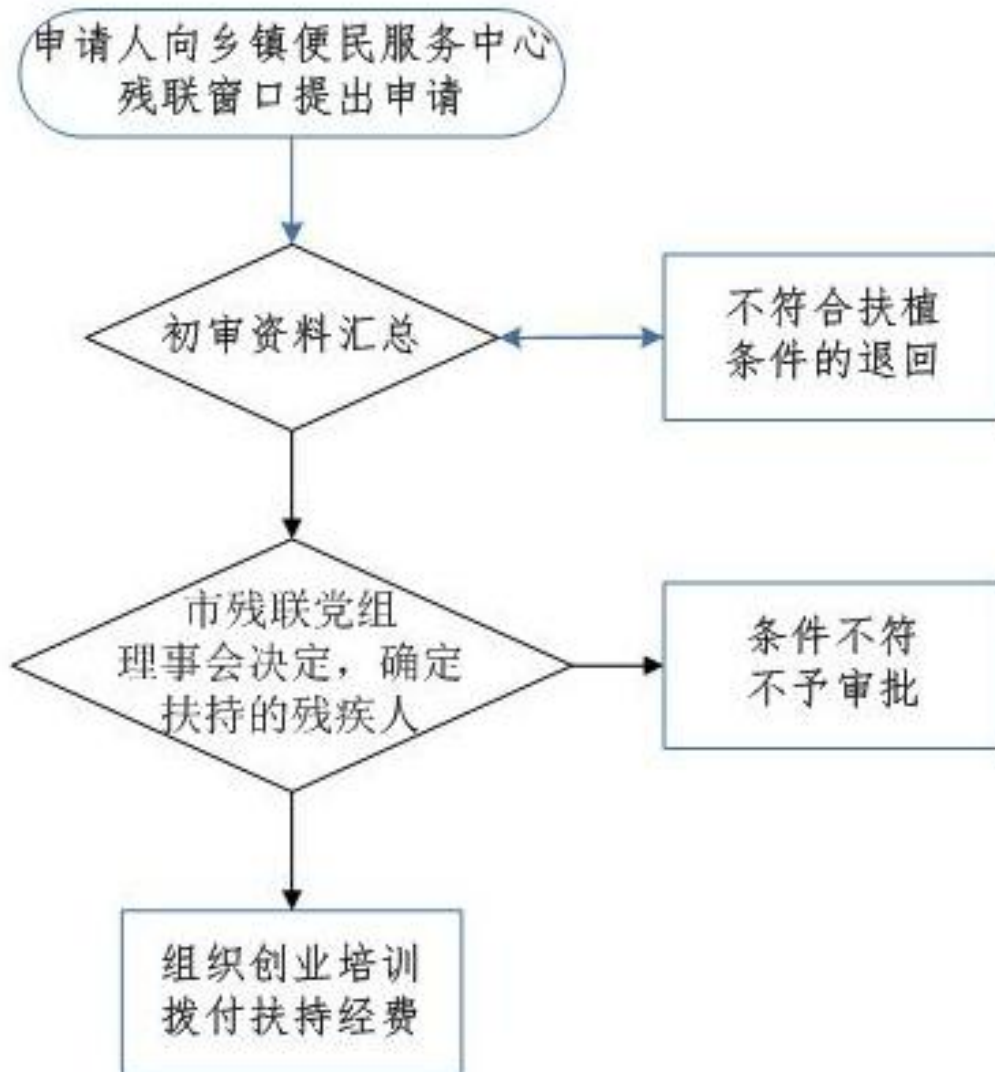 申请人向乡镇便民服务中心
残联窗口提出申请
初审资料汇总
不符合扶植
条件的退回
市残联党组
理事会决定，确定
扶持的残疾人
条件不符
不予审批
组织创业培训
拨付扶持经费